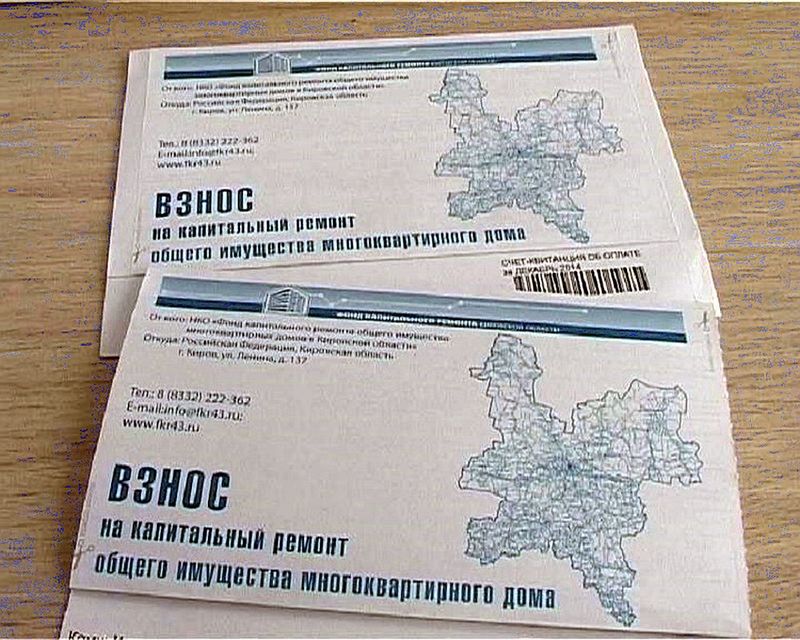 ФОНД КАПИТАЛЬНОГО РЕМОНТА КИРОВСКОЙ ОБЛАСТИ
От кого: НКО «Фонд капитального ремонта общего имущества
многоквартирных домов в Кировской области»
Откуда: Российская Федерация, Кировская область
г. Киров, ул. Ленина, д. 137
Тел.: 8 (8332) 222-362
E-mail:info@fkr43.ru;
www.fkr43.ru
ВЗНОС
на капитальный ремонт
общего имущества многоквартирного дома
СЧЕТ-КВИТАНЦИЯ ОБ ОПЛАТЕ
за ДЕКАБРЬ 2014
ФОНД КАПИТАЛЬНОГО РЕМОНТА КИРОВСКОЙ ОБЛАСТИ
От кого: НКО «Фонд капитального ремонта общего имущества
многоквартирных домов в Кировской области»
Откуда: Российская Федерация, Кировская область
г. Киров, ул. Ленина, д. 137
Тел.: 8 (8332) 222-362
E-mail:info@fkr43.ru;
www.fkr43.ru
ВЗНОС
на капитальный ремонт
общего имущества многоквартирного дома
Кому: